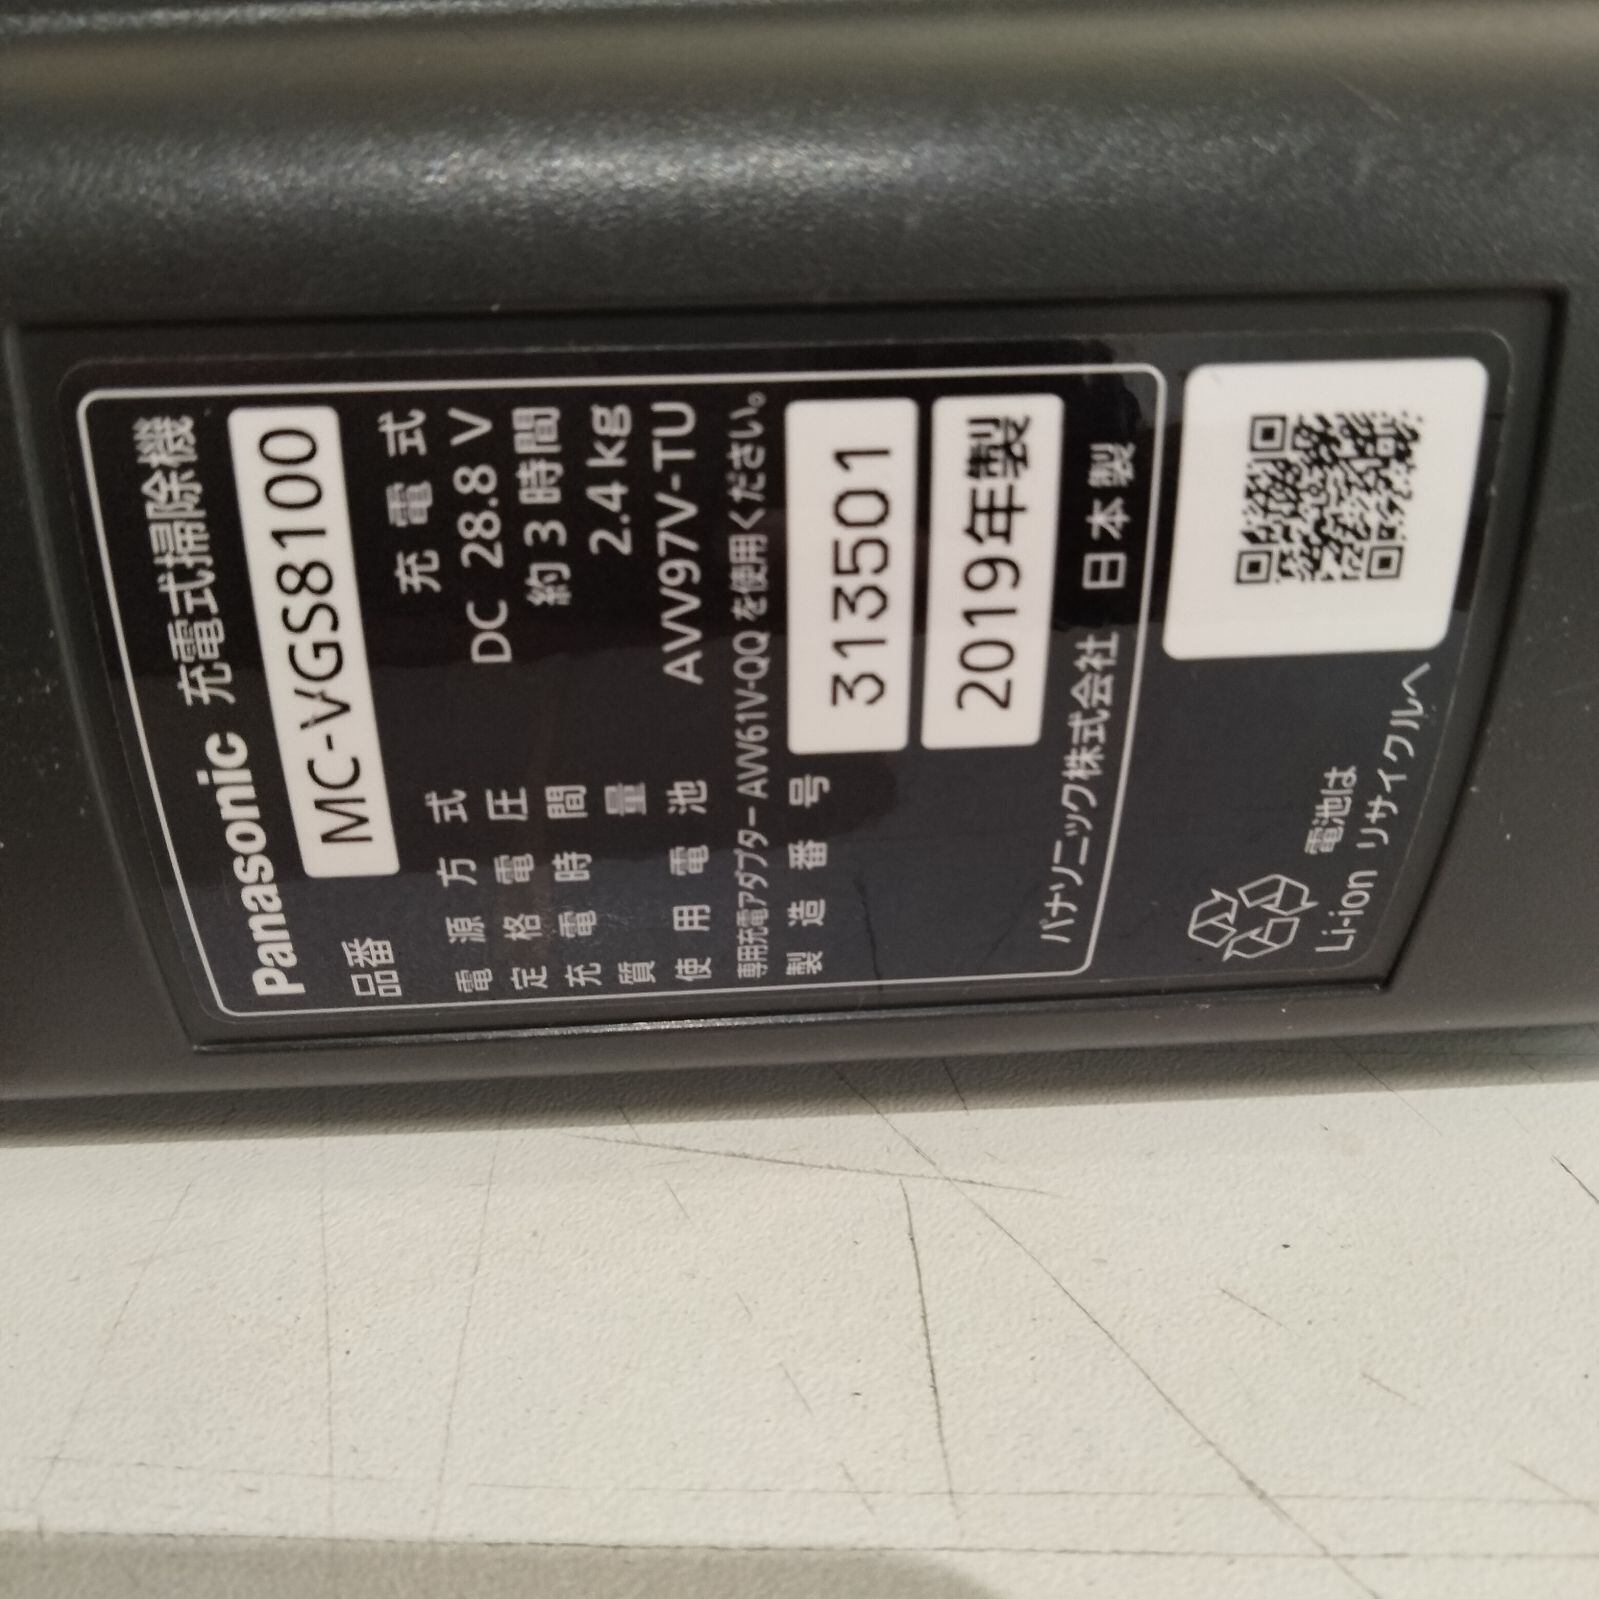 Panasonic 充電式掃除機
品番 MC-VGS8100
電源方式 充電式
定格電圧 DC 28.8 V
充電時間 約3時間
質量 2.4 kg
使用電池 AVV97V-TU
専用充電アダプター AVV61V-QQを使用ください。
製造番号 313501
2019年製
パナソニック株式会社 日本製
電池は
Li-ion リサイクルへ